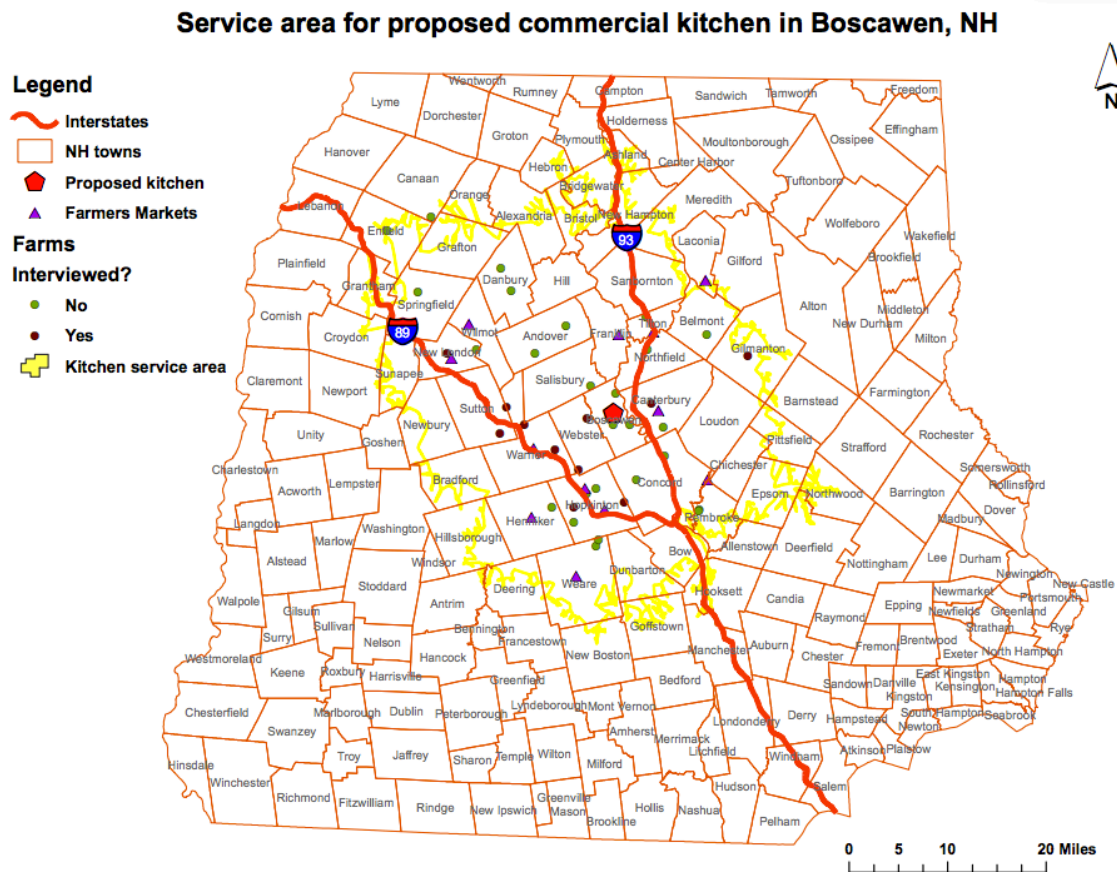 Service area for proposed commercial kitchen in Boscawen, NH
N
Legend
Interstates
NH towns
Proposed kitchen
Farmers Markets
Farms
Interviewed?
No
Yes
Kitchen service area
Wentworth
Rumney
Campton
Sandwich
Tamworth
Freedom
Lyme
Dorchester
Holderness
Effingham
Groton
Plymouth
Moultonborough
Ossipee
Hanover
Hebron
Ashland
Center Harbor
Canaan
Orange
Bridgewater
Tuftonboro
Lebanon
Alexandria
Bristol
New Hampton
Meredith
Wolfeboro
Enfield
Grafton
93
Laconia
Gilford
Wakefield
Brookfield
Plainfield
Grantham
Danbury
Hill
Sanbornton
Springfield
Alton
Middleton
New Durham
Cornish
Croydon
89
Wilmot
Andover
Franklin
Tilton
Belmont
Milton
New London
Northfield
Gilmanton
Claremont
Newport
Sunapee
Salisbury
Canterbury
Barnstead
Farmington
Sutton
Newbury
Boscawen
Loudon
Unity
Goshen
Webster
Pittsfield
Strafford
Rochester
Warner
Charlestown
Acworth
Lempster
Bradford
Concord
Chichester
Epsom
Northwood
Barrington
Somersworth
Rollinsford
Hopkinton
Dover
Langdon
Washington
Henniker
Pembroke
Madbury
Marlow
Hillsborough
Bow
Allenstown
Deerfield
Alstead
Windsor
Nottingham
Lee
Durham
Stoddard
Deering
Weare
Dunbarton
Hooksett
Newington
New Castle
Walpole
Gilsum
Antrim
Candia
Newmarket
Portsmouth
Surry
Sullivan
Bennington
Goffstown
Raymond
Epping
Newfields
Greenland
Nelson
Francestown
Manchester
Auburn
Fremont
Brentwood
Stratham
Rye
Westmoreland
Keene
Roxbury
Harrisville
Hancock
New Boston
Chester
Exeter
North Hampton
Greenfield
Bedford
Sandown
Danville
East Kingston
Kensington
Hampton
Kingston
Hampton Falls
Chesterfield
Marlborough
Dublin
Peterborough
Lyndeborough
Mont Vernon
Londonderry
Derry
Hampstead
South Hampton
Newton
Seabrook
Swanzey
Amherst
Merrimack
Litchfield
Atkinson
Plaistow
Troy
Jaffrey
Sharon
Temple
Wilton
Milford
Windham
Hinsdale
Winchester
Hudson
Salem
Richmond
Fitzwilliam
Rindge
New Ipswich
Greenville
Mason
Hollis
Nashua
Brookline
Pelham
0 5 10 20 Miles